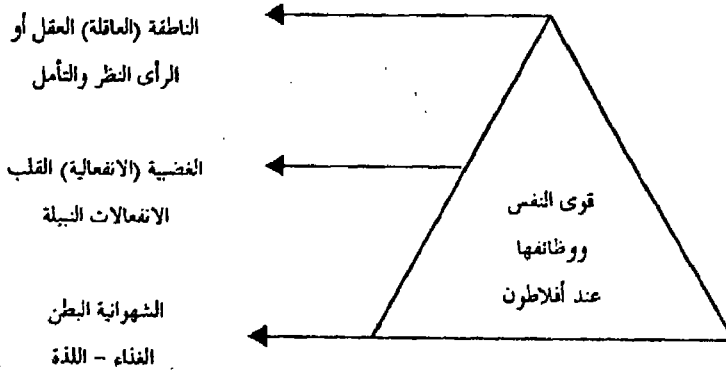 الناطقة (العاقلة) العقل أو
الرأى النظر والتأمل
الغضبية (الانفعالية) القلب
الانفعالات النبيلة
الشهوانية البطن
الغذاء - اللذة
قوى النفس
ووظائفها
عند أفلاطون